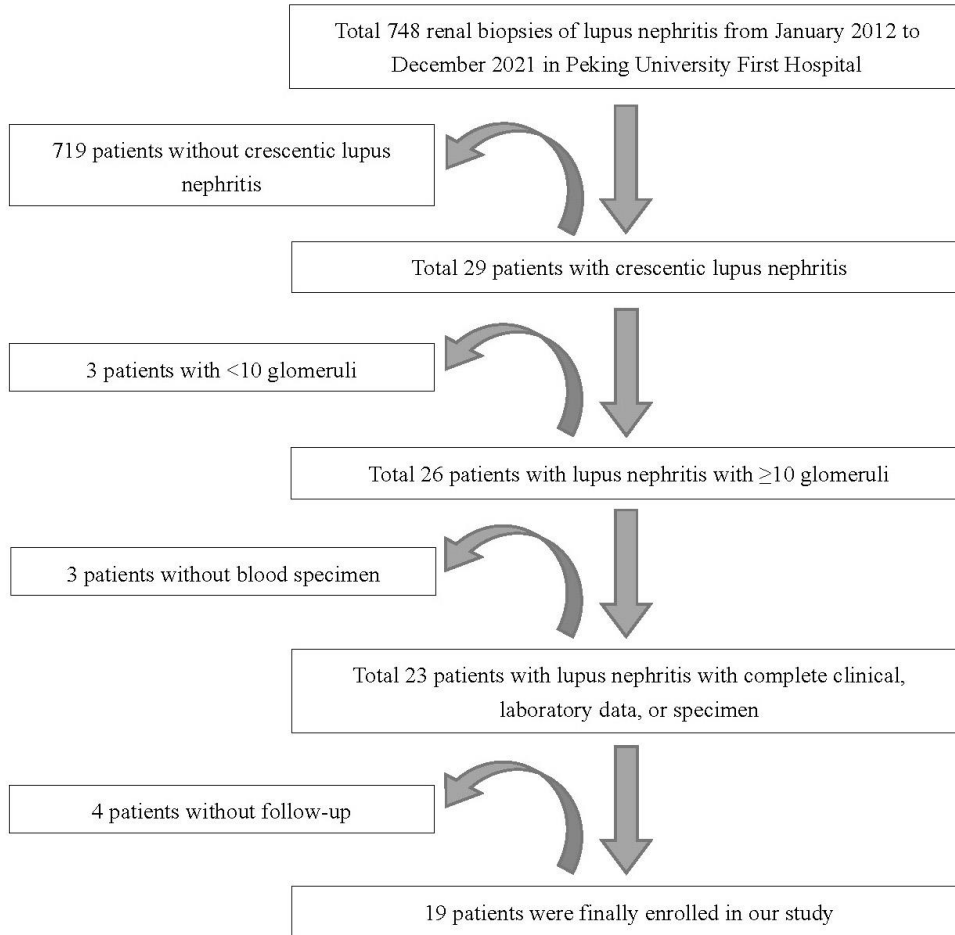 Total 748 renal biopsies of lupus nephritis from January 2012 to
December 2021 in Peking University First Hospital
719 patients without crescentic lupus
nephritis
Total 29 patients with crescentic lupus nephritis
3 patients with <10 glomeruli
Total 26 patients with lupus nephritis with ≥10 glomeruli
3 patients without blood specimen
Total 23 patients with lupus nephritis with complete clinical,
laboratory data, or specimen
4 patients without follow-up
19 patients were finally enrolled in our study